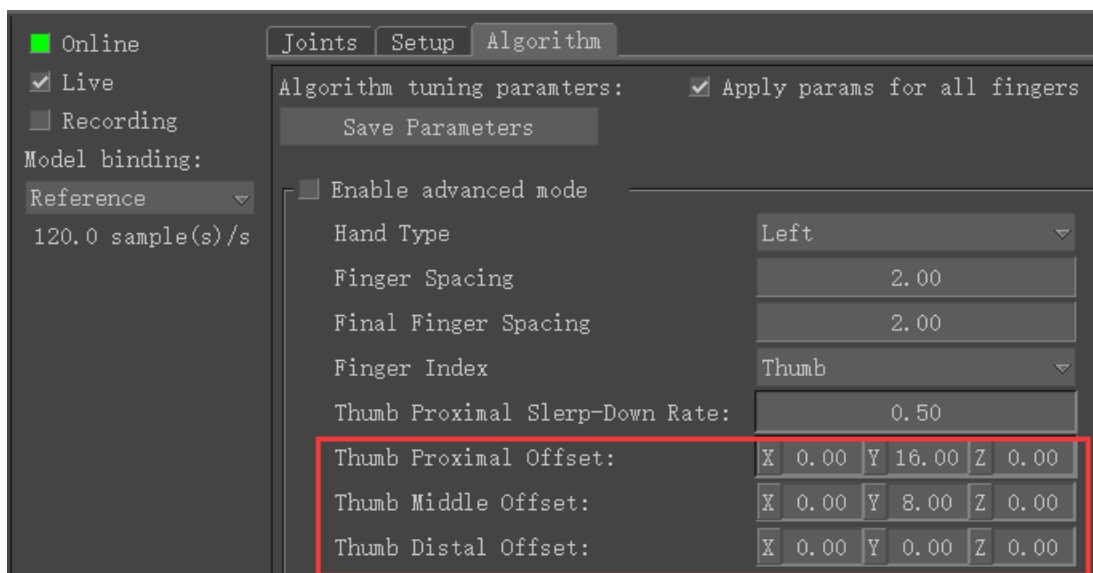 Online
Live
Recording
Model binding:
Reference
120.0 sample(s)/s
Joints Setup Algorithm
Algorithm tuning paramters: Apply params for all fingers
Save Parameters
Enable advanced mode
Hand Type Left
Finger Spacing 2.00
Final Finger Spacing 2.00
Finger Index Thumb
Thumb Proximal Slerp-Down Rate: 0.50
Thumb Proximal Offset: X 0.00 Y 16.00 Z 0.00
Thumb Middle Offset: X 0.00 Y 8.00 Z 0.00
Thumb Distal Offset: X 0.00 Y 0.00 Z 0.00